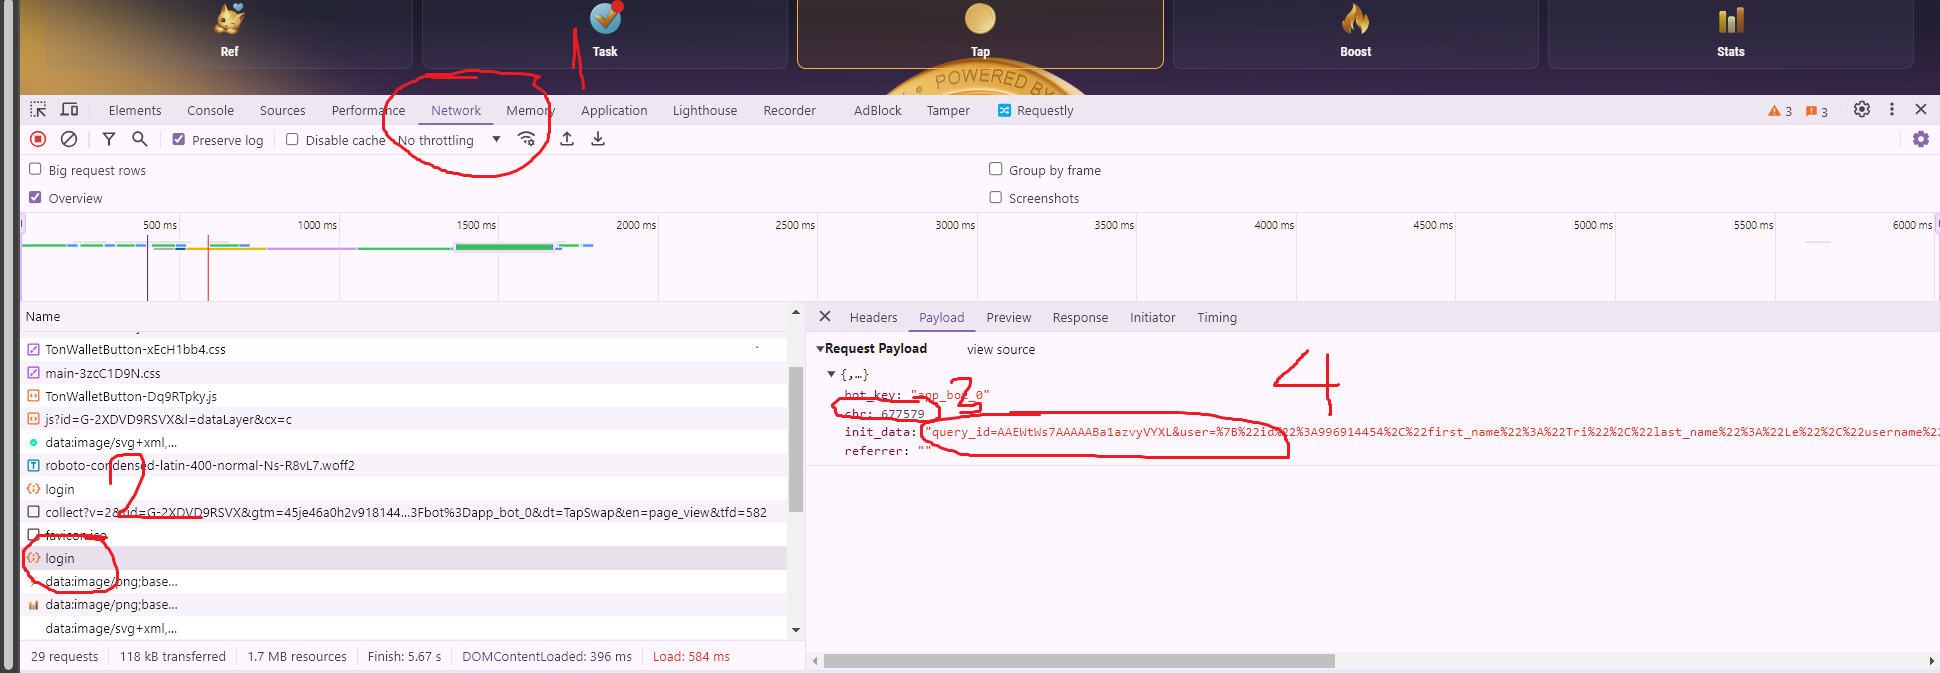 Ref Task Tap Boost Stats
POWERED BY
1
Elements Console Sources Performance Network Memory Application Lighthouse Recorder AdBlock Tamper Requestly 3 3
Preserve log Disable cache No throttling
Big request rows Group by frame
Overview Screenshots
500 ms 1000 ms 1500 ms 2000 ms 2500 ms 3000 ms 3500 ms 4000 ms 4500 ms 5000 ms 5500 ms 6000 ms
Name
TonWalletButton-xEcH1bb4.css
main-3zcC1D9N.css
TonWalletButton-Dq9RTpky.js
js?id=G-2XDVD9RSVX&l=dataLayer&cx=c
data:image/svg+xml,...
roboto-condensed-latin-400-normal-Ns-R8vL7.woff2
2
login
collect?v=2&tid=G-2XDVD9RSVX&gtm=45je46a0h2v918144...3Fbot%3Dapp_bot_0&dt=TapSwap&en=page_view&tfd=582
favicon.ico
login
data:image/png;base...
data:image/png;base...
data:image/svg+xml,...
29 requests 118 kB transferred 1.7 MB resources Finish: 5.67 s DOMContentLoaded: 396 ms Load: 584 ms
Headers Payload Preview Response Initiator Timing
Request Payload view source
{,…}
bot_key: "app_bot_0"
3
4
chr: 677579
init_data: "query_id=AAEWtWs7AAAAABa1azvyVYXL&user=%7B%22id%22%3A996914454%2C%22first_name%22%3A%22Tri%22%2C%22last_name%22%3A%22Le%22%2C%22username%22
referrer: ""